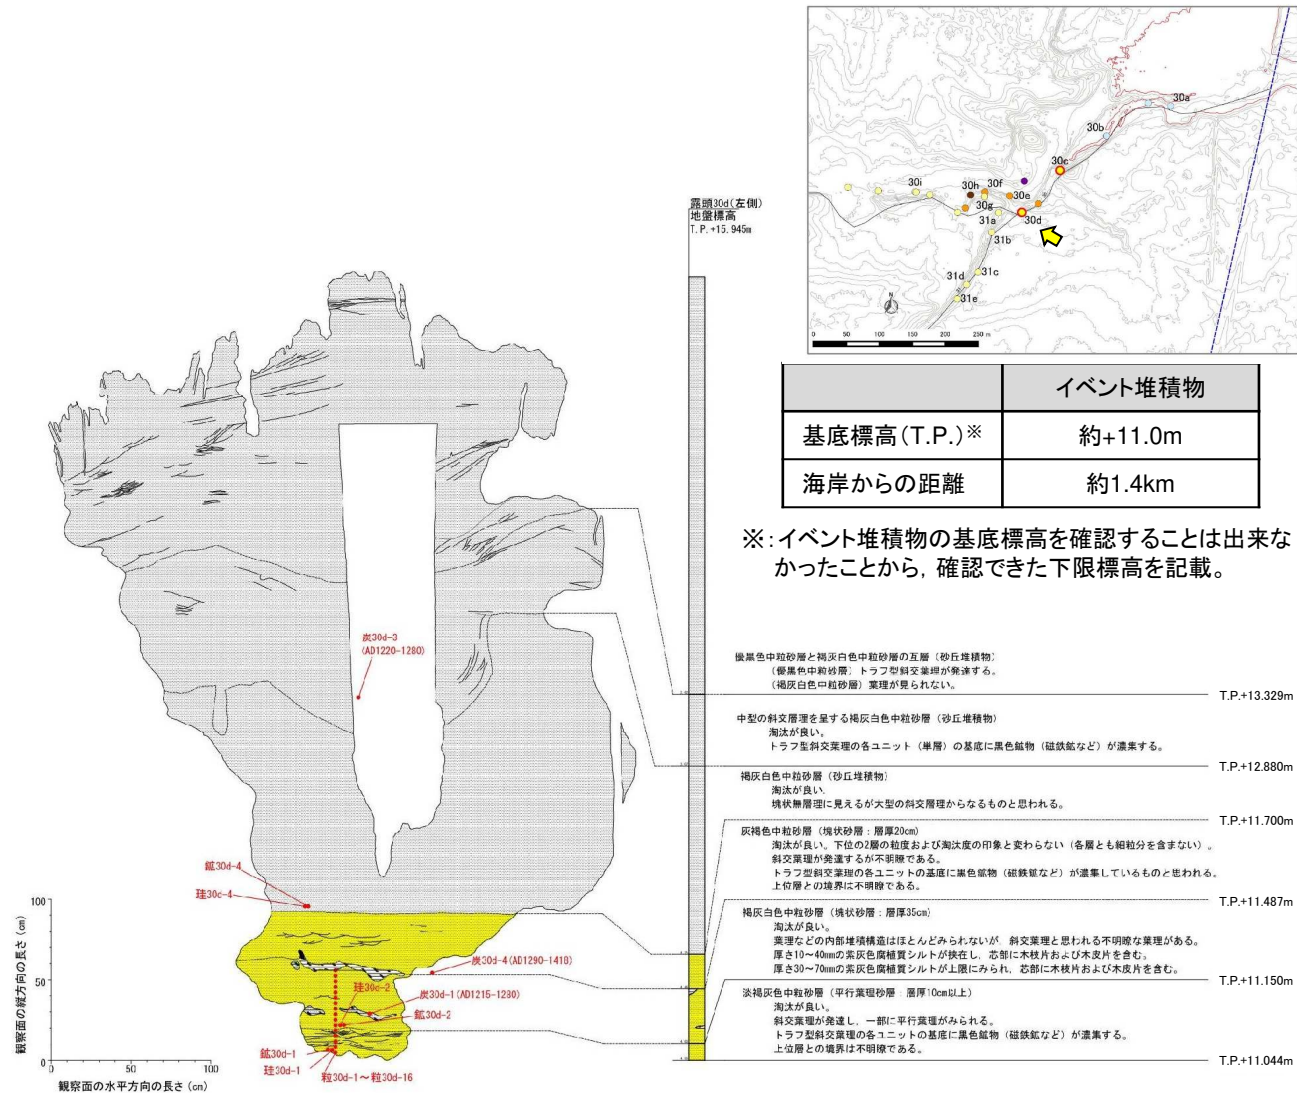 30a
30b
30c
30i
30h
30f
30e
30g
30d
31a
31b
31d
31c
31e
N
0 50 100 150 200 250 m
露頭30d(左側)
地盤標高
T.P.+15.945m
イベント堆積物
基底標高(T.P.)※ 約+11.0m
海岸からの距離 約1.4km
※:イベント堆積物の基底標高を確認することは出来な
かったことから, 確認できた下限標高を記載。
炭30d-3
(AD1220-1280)
優黒色中粒砂層と褐灰白色中粒砂層の互層(砂丘堆積物)
(優黒色中粒砂層)トラフ型斜交葉理が発達する。
(褐灰白色中粒砂層)葉理が見られない。
T.P.+13.329m
中型の斜交層理を呈する褐灰白色中粒砂層(砂丘堆積物)
淘汰が良い。
トラフ型斜交葉理の各ユニット(単層)の基底に黒色鉱物(磁鉄鉱など)が濃集する。
T.P.+12.880m
褐灰白色中粒砂層(砂丘堆積物)
淘汰が良い。
塊状無層理に見えるが大型の斜交層理からなるものと思われる。
T.P.+11.700m
灰褐色中粒砂層(塊状砂層:層厚20cm)
淘汰が良い。下位の2層の粒度および淘汰度の印象と変わらない(各層とも細粒分を含まない)。
斜交葉理が発達するが不明瞭である。
トラフ型斜交葉理の各ユニットの基底に黒色鉱物(磁鉄鉱など)が濃集しているものと思われる。
上位層との境界は不明瞭である。
T.P.+11.487m
褐灰白色中粒砂層(塊状砂層:層厚35cm)
淘汰が良い。
葉理などの内部堆積構造はほとんどみられないが、斜交葉理と思われる不明瞭な葉理がある。
厚さ10~40mmの紫灰色腐植質シルトが挟在し、芯部に木枝片および木皮片を含む。
厚さ30~70mmの紫灰色腐植質シルトが上限にみられ、芯部に木枝片および木皮片を含む。
T.P.+11.150m
淡褐灰色中粒砂層(平行葉理砂層:層厚10cm以上)
淘汰が良い。
斜交葉理が発達し、一部に平行葉理がみられる。
トラフ型斜交葉理の各ユニットの基底に黒色鉱物(磁鉄鉱など)が濃集する。
上位層との境界は不明瞭である。
T.P.+11.044m
鉱30d-4
珪30c-4
炭30d-4(AD1290-1410)
珪30d-2
炭30d-1(AD1215-1280)
鉱30d-2
鉱30d-1
珪30d-1
粒30d-1~粒30d-16
観察面の縦方向の長さ(cm)
100
50
0
0 50 100
観察面の水平方向の長さ(cm)